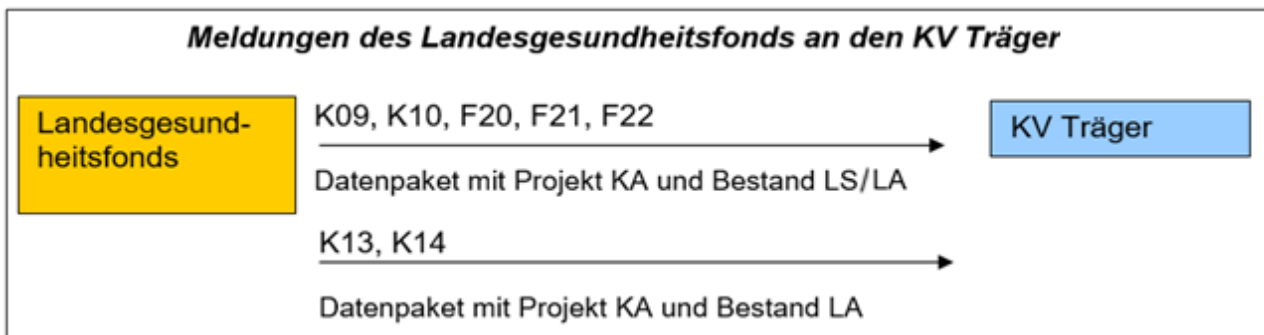 Meldungen des Landesgesundheitsfonds an den KV Träger
Landesgesund-
heitsfonds
K09, K10, F20, F21, F22
KV Träger
Datenpaket mit Projekt KA und Bestand LS/LA
K13, K14
Datenpaket mit Projekt KA und Bestand LA